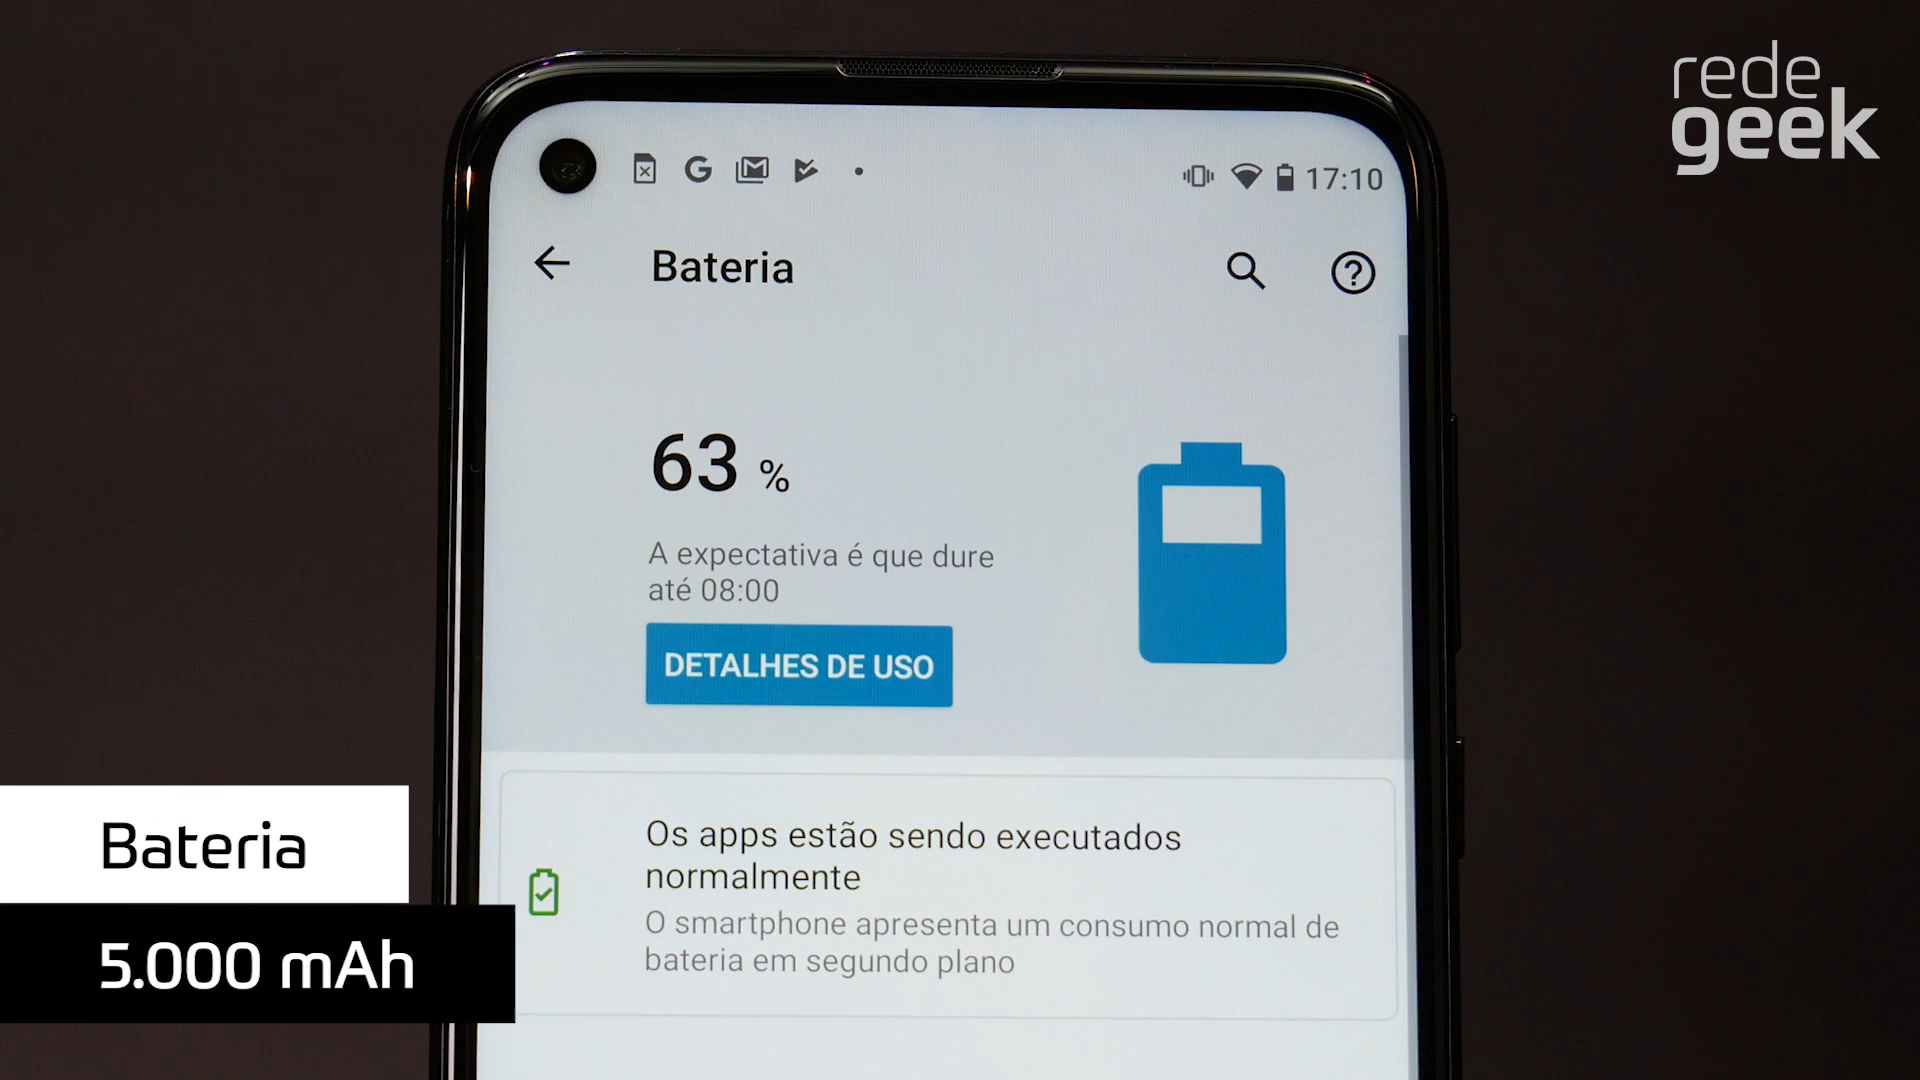 rede
geek
17:10
Bateria
63 %
A expectativa é que dure
até 08:00
DETALHES DE USO
Os apps estão sendo executados
normalmente
O smartphone apresenta um consumo normal de
bateria em segundo plano
Bateria
5.000 mAh